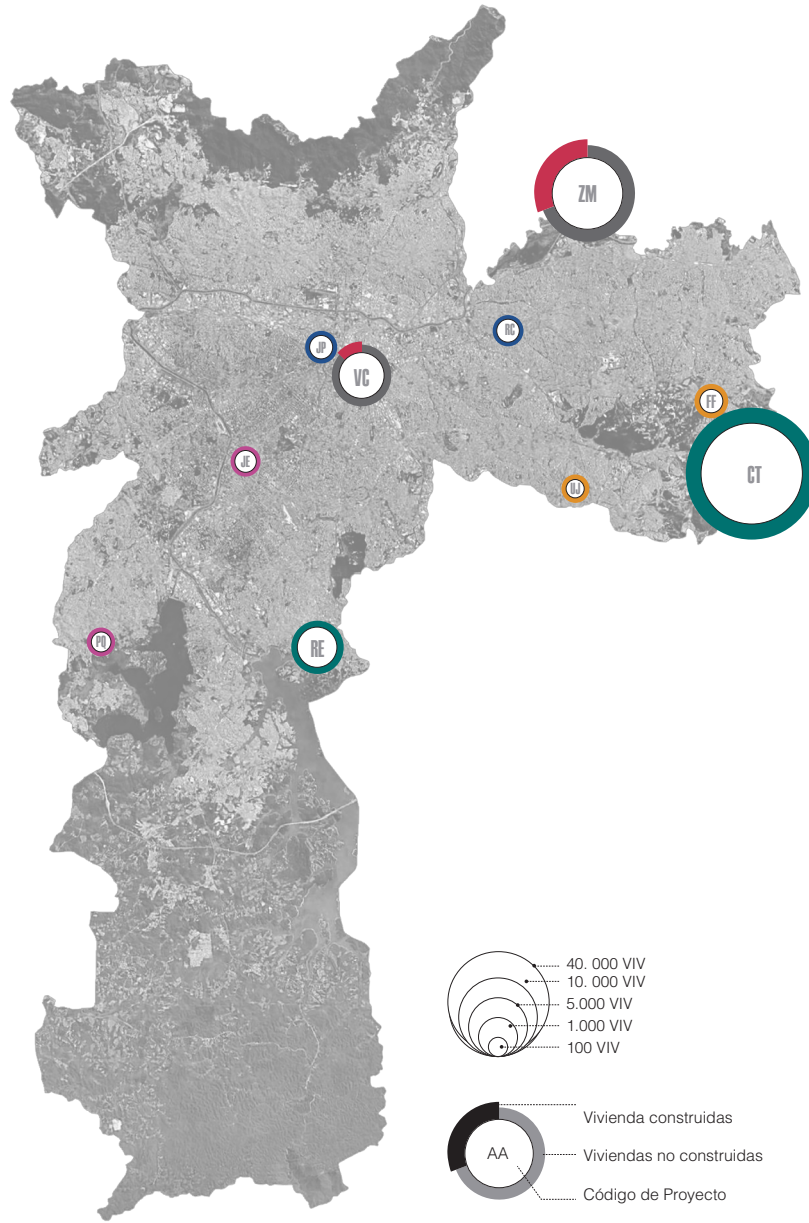 ZM
RC
JP
VC
FF
JE
CT
UJ
PQ
RE
40. 000 VIV
10. 000 VIV
5.000 VIV
1.000 VIV
100 VIV
Vivienda construidas
AA
Viviendas no construidas
Código de Proyecto